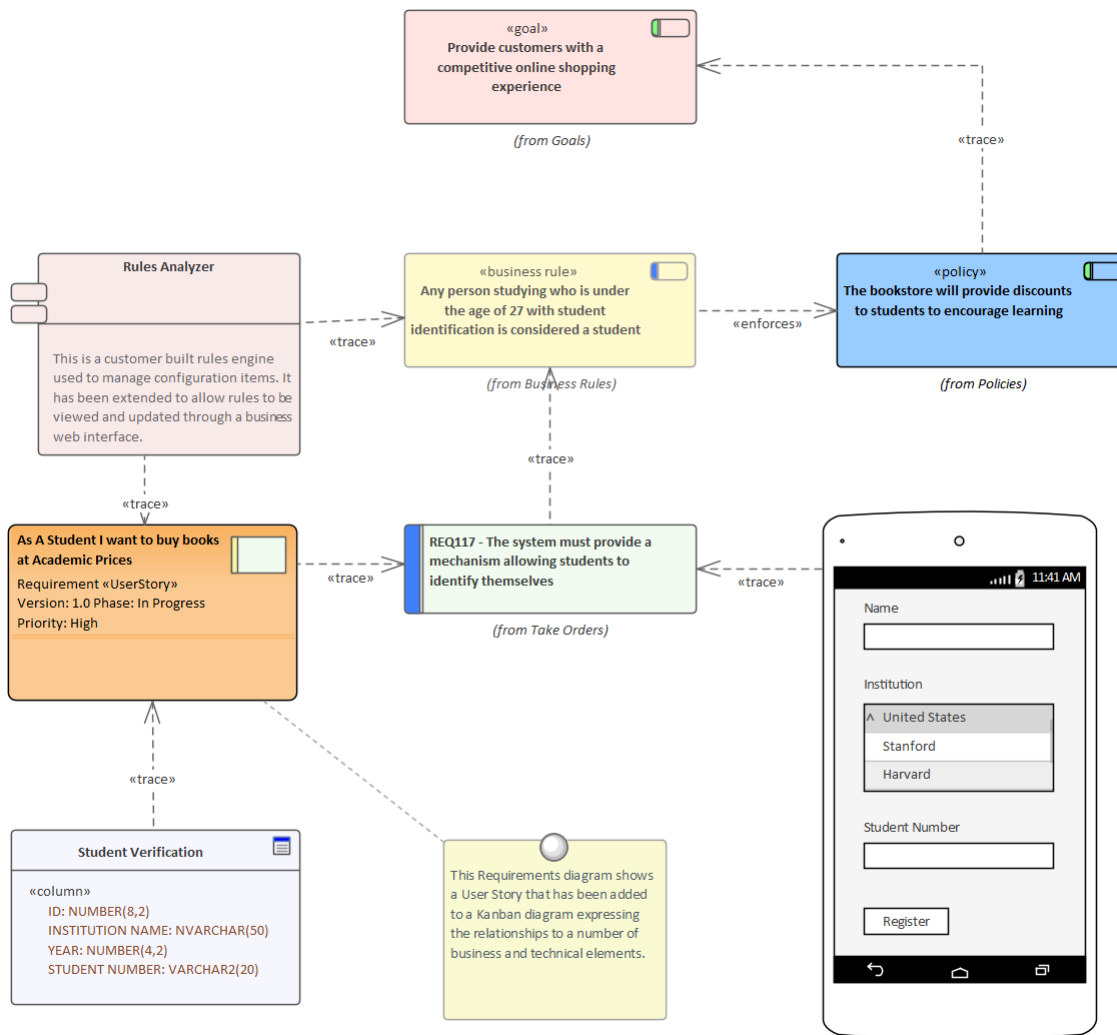 «goal»
Provide customers with a
competitive online shopping
experience
(from Goals)
«trace»
Rules Analyzer
This is a customer built rules engine
used to manage configuration items. It
has been extended to allow rules to be
viewed and updated through a business
web interface.
«trace»
«business rule»
Any person studying who is under
the age of 27 with student
identification is considered a student
(from Business Rules)
«enforces»
«policy»
The bookstore will provide discounts
to students to encourage learning
(from Policies)
«trace»
«trace»
As A Student I want to buy books
at Academic Prices
Requirement «UserStory»
Version: 1.0 Phase: In Progress
Priority: High
«trace»
REQ117 - The system must provide a
mechanism allowing students to
identify themselves
(from Take Orders)
«trace»
11:41 AM
Name
Institution
^ United States
Stanford
Harvard
Student Number
Register
«trace»
Student Verification
«column»
ID: NUMBER(8,2)
INSTITUTION NAME: NVARCHAR(50)
YEAR: NUMBER(4,2)
STUDENT NUMBER: VARCHAR2(20)
This Requirements diagram shows
a User Story that has been added
to a Kanban diagram expressing
the relationships to a number of
business and technical elements.